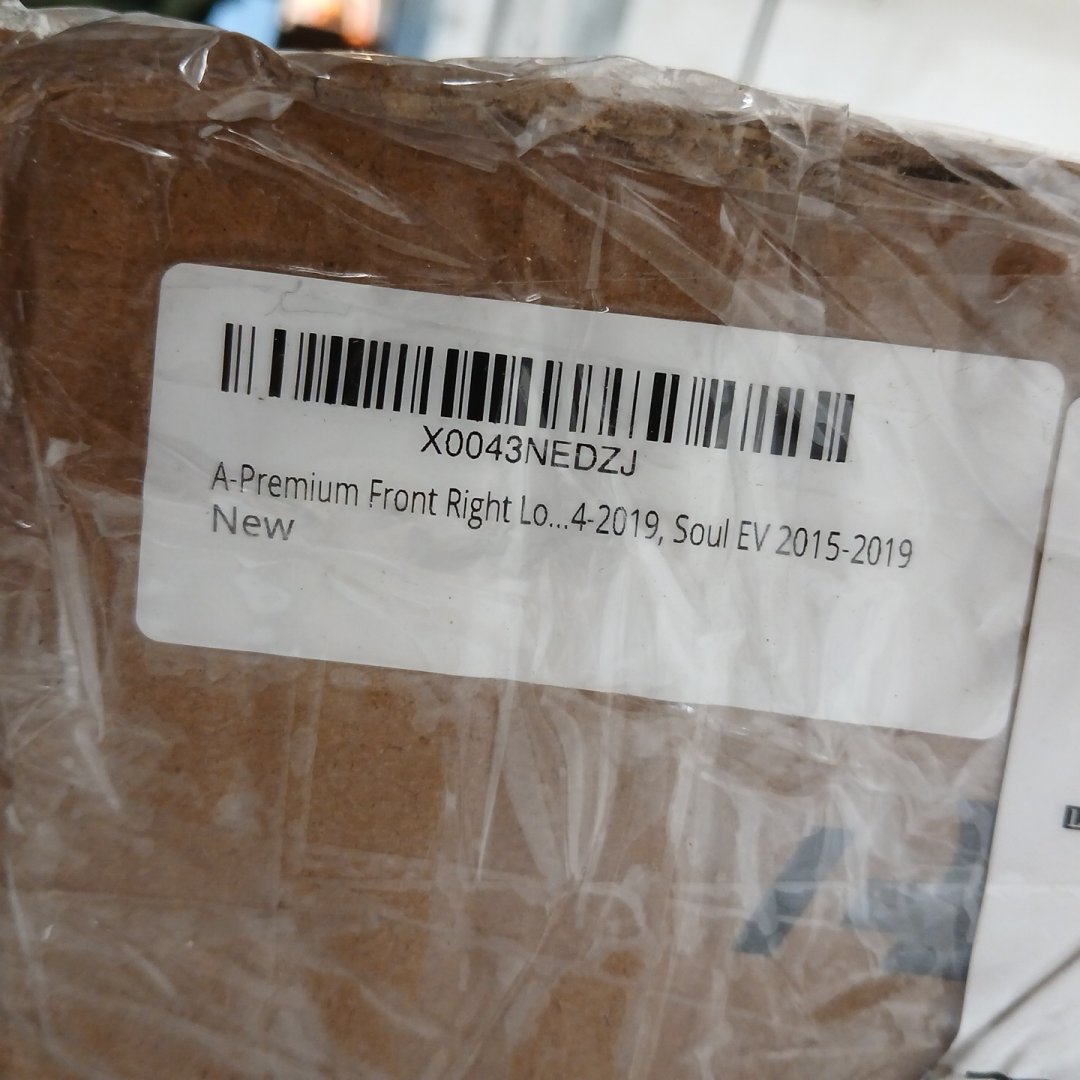 X0043NEDZJ
A-Premium Front Right Lo...4-2019, Soul EV 2015-2019
New